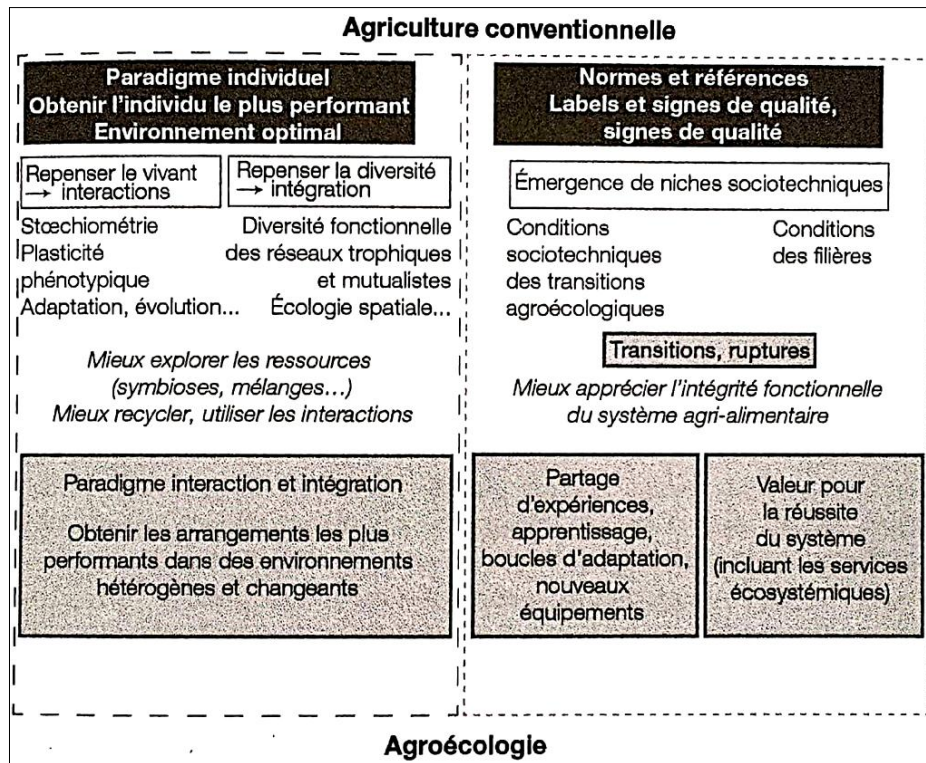 Agriculture conventionnelle
Paradigme individuel
Obtenir l'individu le plus performant
Environnement optimal
Normes et références
Labels et signes de qualité,
signes de qualité
Repenser le vivant
→ interactions
Repenser la diversité
→ intégration
Émergence de niches sociotechniques
Stœchiométrie
Plasticité
phénotypique
Adaptation, évolution...
Diversité fonctionnelle
des réseaux trophiques
et mutualistes
Écologie spatiale...
Conditions
sociotechniques
des transitions
agroécologiques
Conditions
des filières
Transitions, ruptures
Mieux explorer les ressources
(symbioses, mélanges...)
Mieux recycler, utiliser les interactions
Mieux apprécier l'intégrité fonctionnelle
du système agri-alimentaire
Paradigme interaction et intégration
Obtenir les arrangements les plus
performants dans des environnements
hétérogènes et changeants
Partage
d'expériences,
apprentissage,
boucles d'adaptation,
nouveaux
équipements
Valeur pour
la réussite
du système
(incluant les services
écosystémiques)
Agroécologie